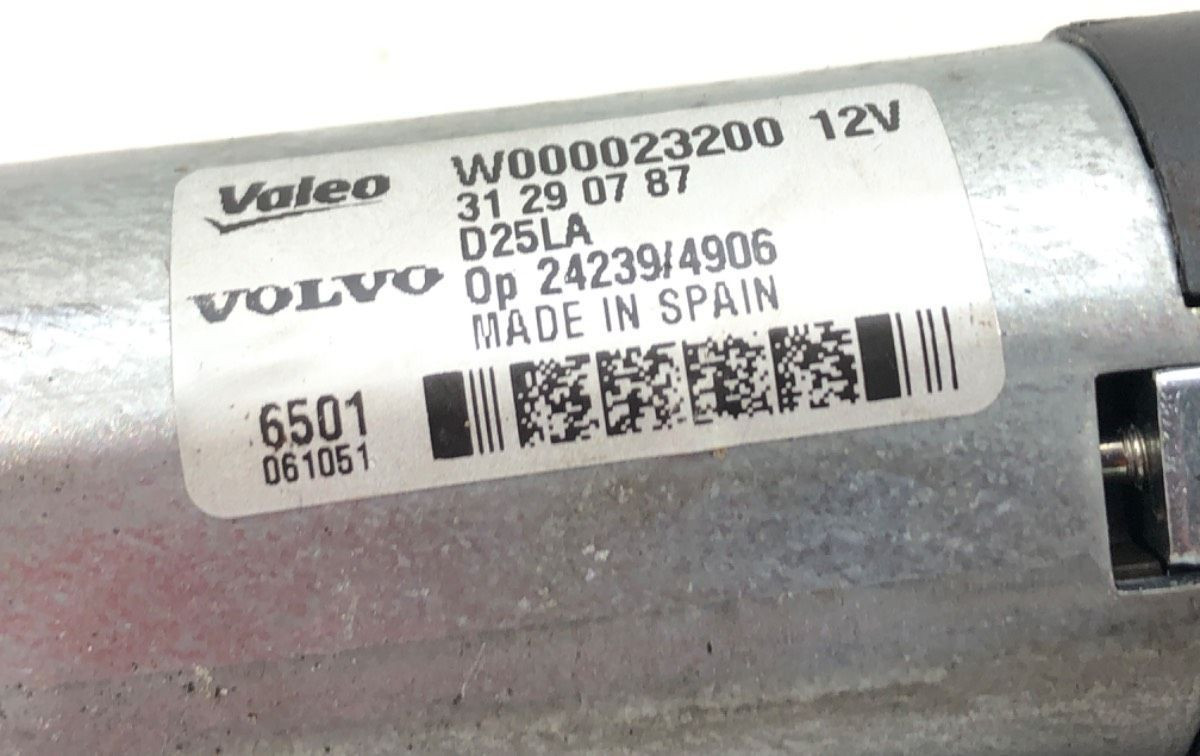 Valeo
W000023200 12V
31 29 07 87
D25LA
VOLVO
Op 24239/4906
MADE IN SPAIN
6501
061051